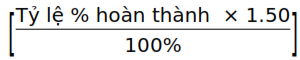 [Tỷ lệ % hoàn thành × 1.50
100%]